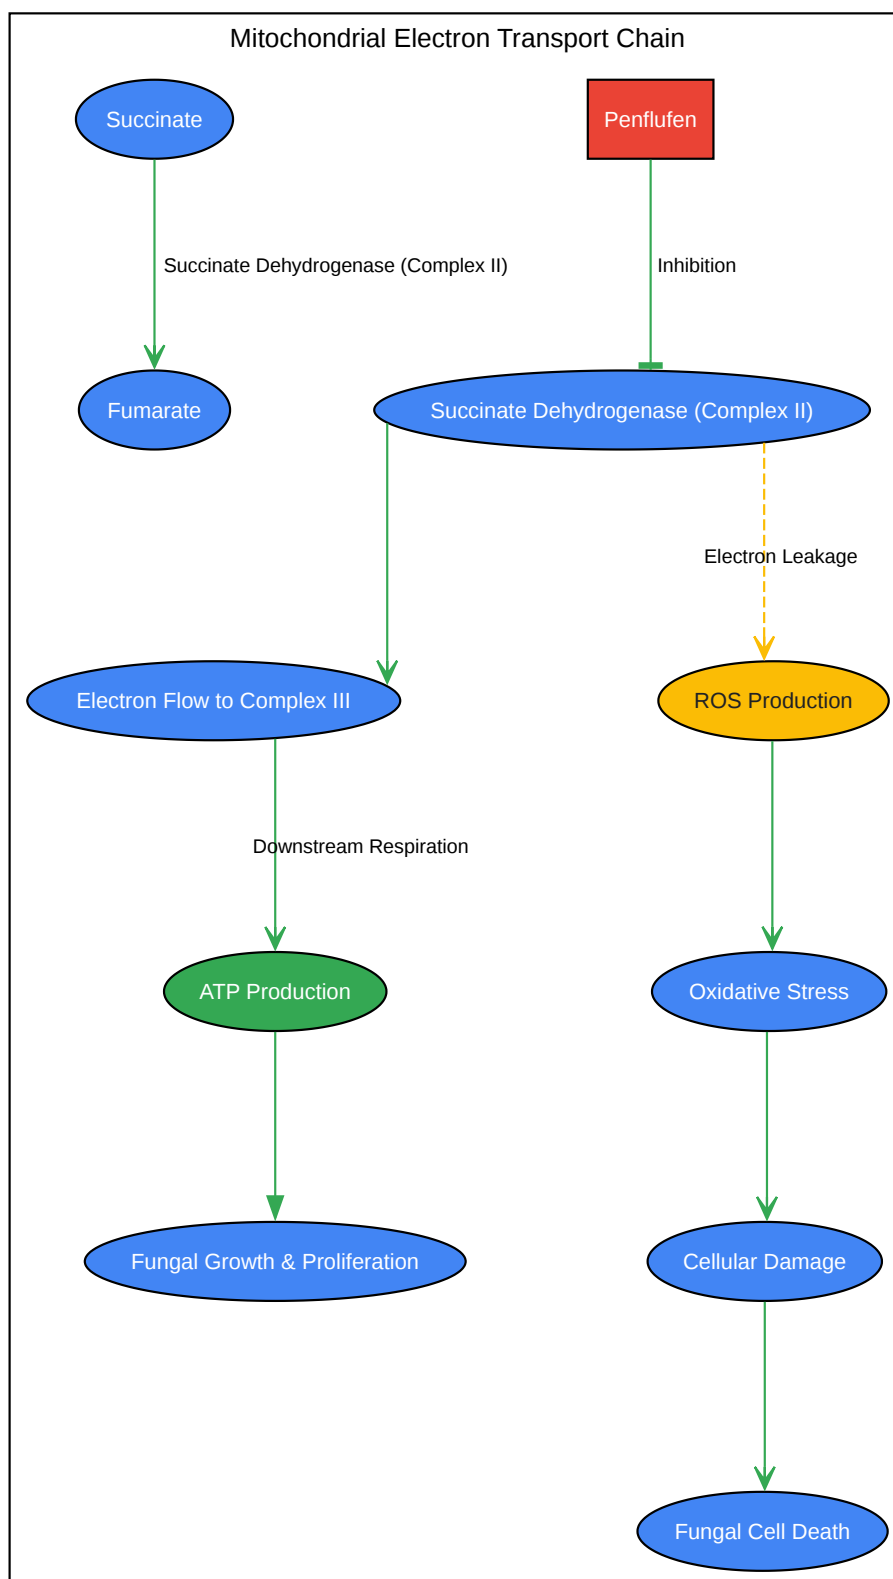 Mitochondrial Electron Transport Chain
Succinate
Penflufen
Succinate Dehydrogenase (Complex II)
Inhibition
Fumarate
Succinate Dehydrogenase (Complex II)
Electron Leakage
Electron Flow to Complex III
ROS Production
Downstream Respiration
ATP Production
Oxidative Stress
Fungal Growth & Proliferation
Cellular Damage
Fungal Cell Death